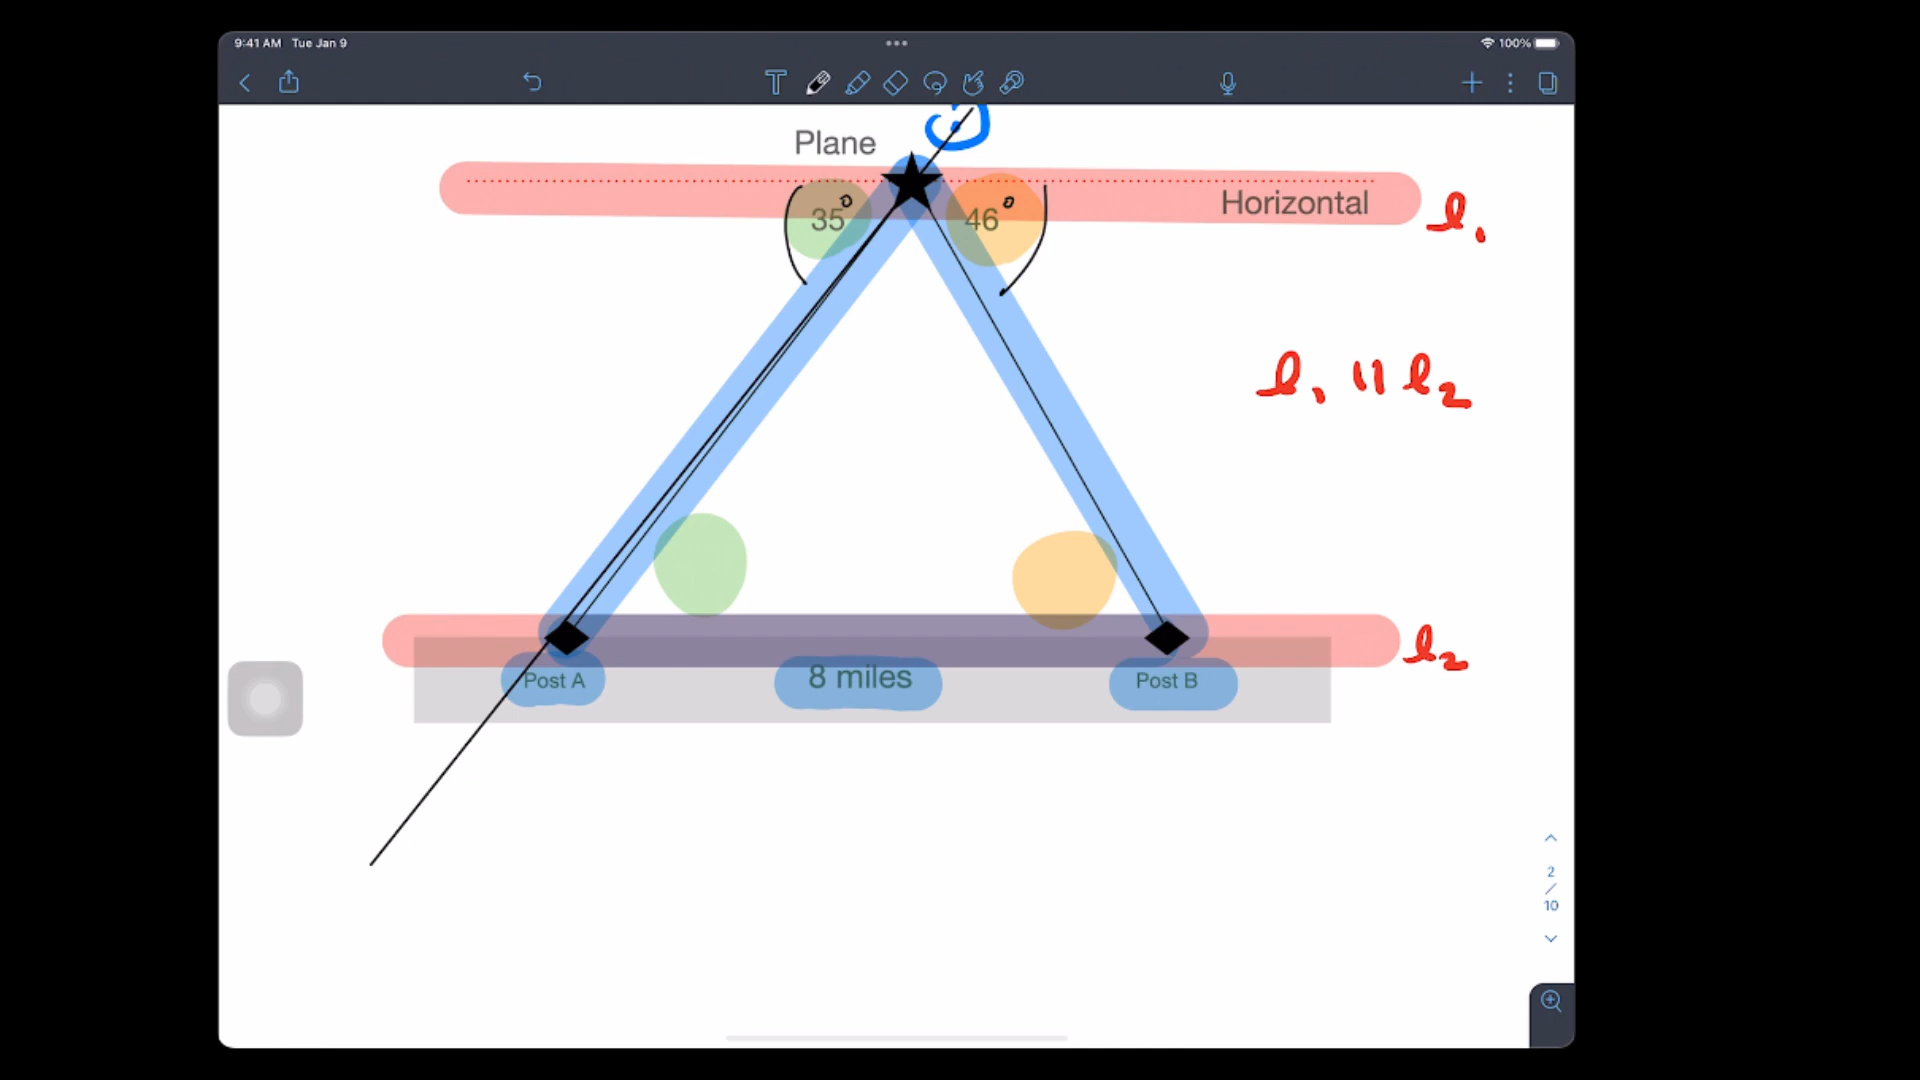 9:41 AM Tue Jan 9
100%
T
Plane
35°
46°
Horizontal
l₁
l₁ || l₂
l₂
Post A
8 miles
Post B
2
/
10